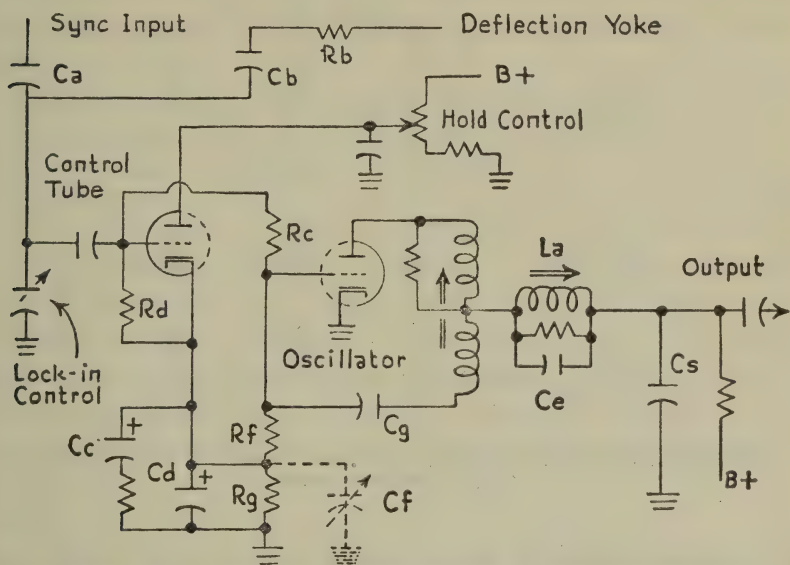 Sync Input
Rb
Deflection Yoke
Ca
Cb
B+
Hold Control
Control
Tube
Rc
La
Output
Rd
Oscillator
Lock-in
Control
Ce
Cs
Cc
+
Cd
+
Rf
Cg
Rg
Cf
B+